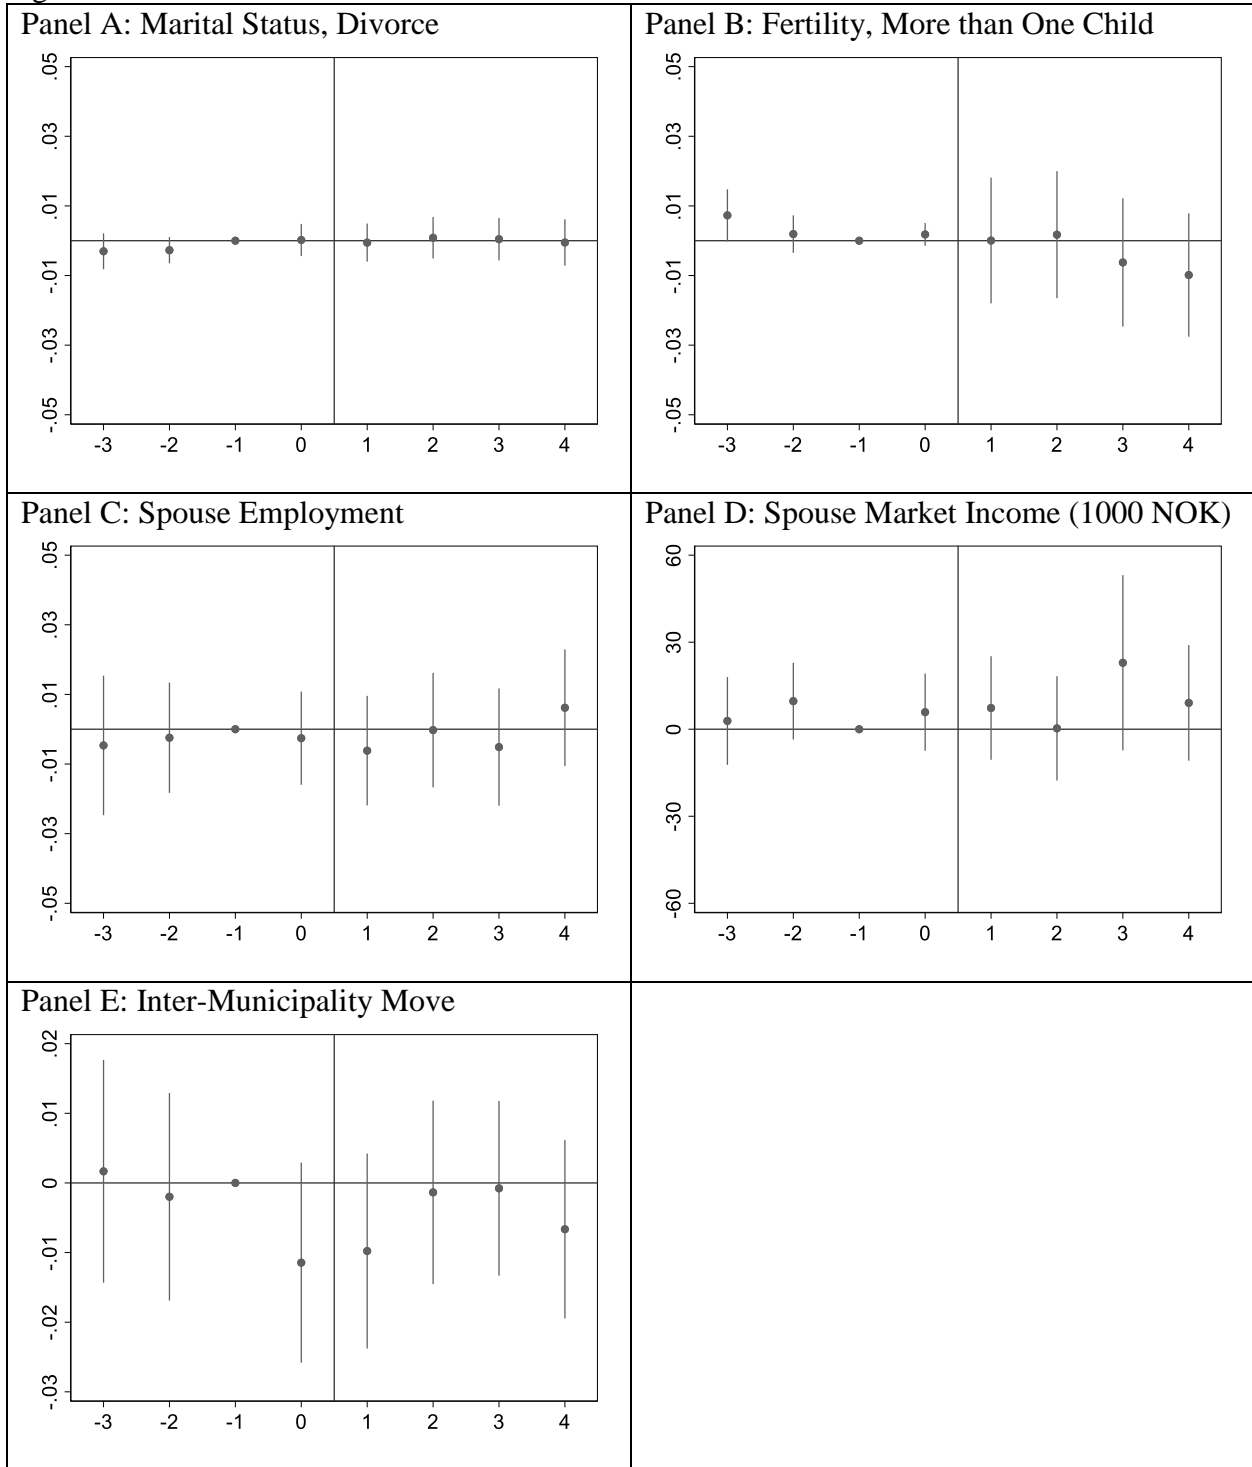 Panel A: Marital Status, Divorce
.05
.03
.01
-.01
-.03
-.05
-3 -2 -1 0 1 2 3 4
Panel B: Fertility, More than One Child
.05
.03
.01
-.01
-.03
-.05
-3 -2 -1 0 1 2 3 4
Panel C: Spouse Employment
.05
.03
.01
-.01
-.03
-.05
-3 -2 -1 0 1 2 3 4
Panel D: Spouse Market Income (1000 NOK)
60
30
0
-30
-60
-3 -2 -1 0 1 2 3 4
Panel E: Inter-Municipality Move
.02
.01
0
-.01
-.02
-.03
-3 -2 -1 0 1 2 3 4